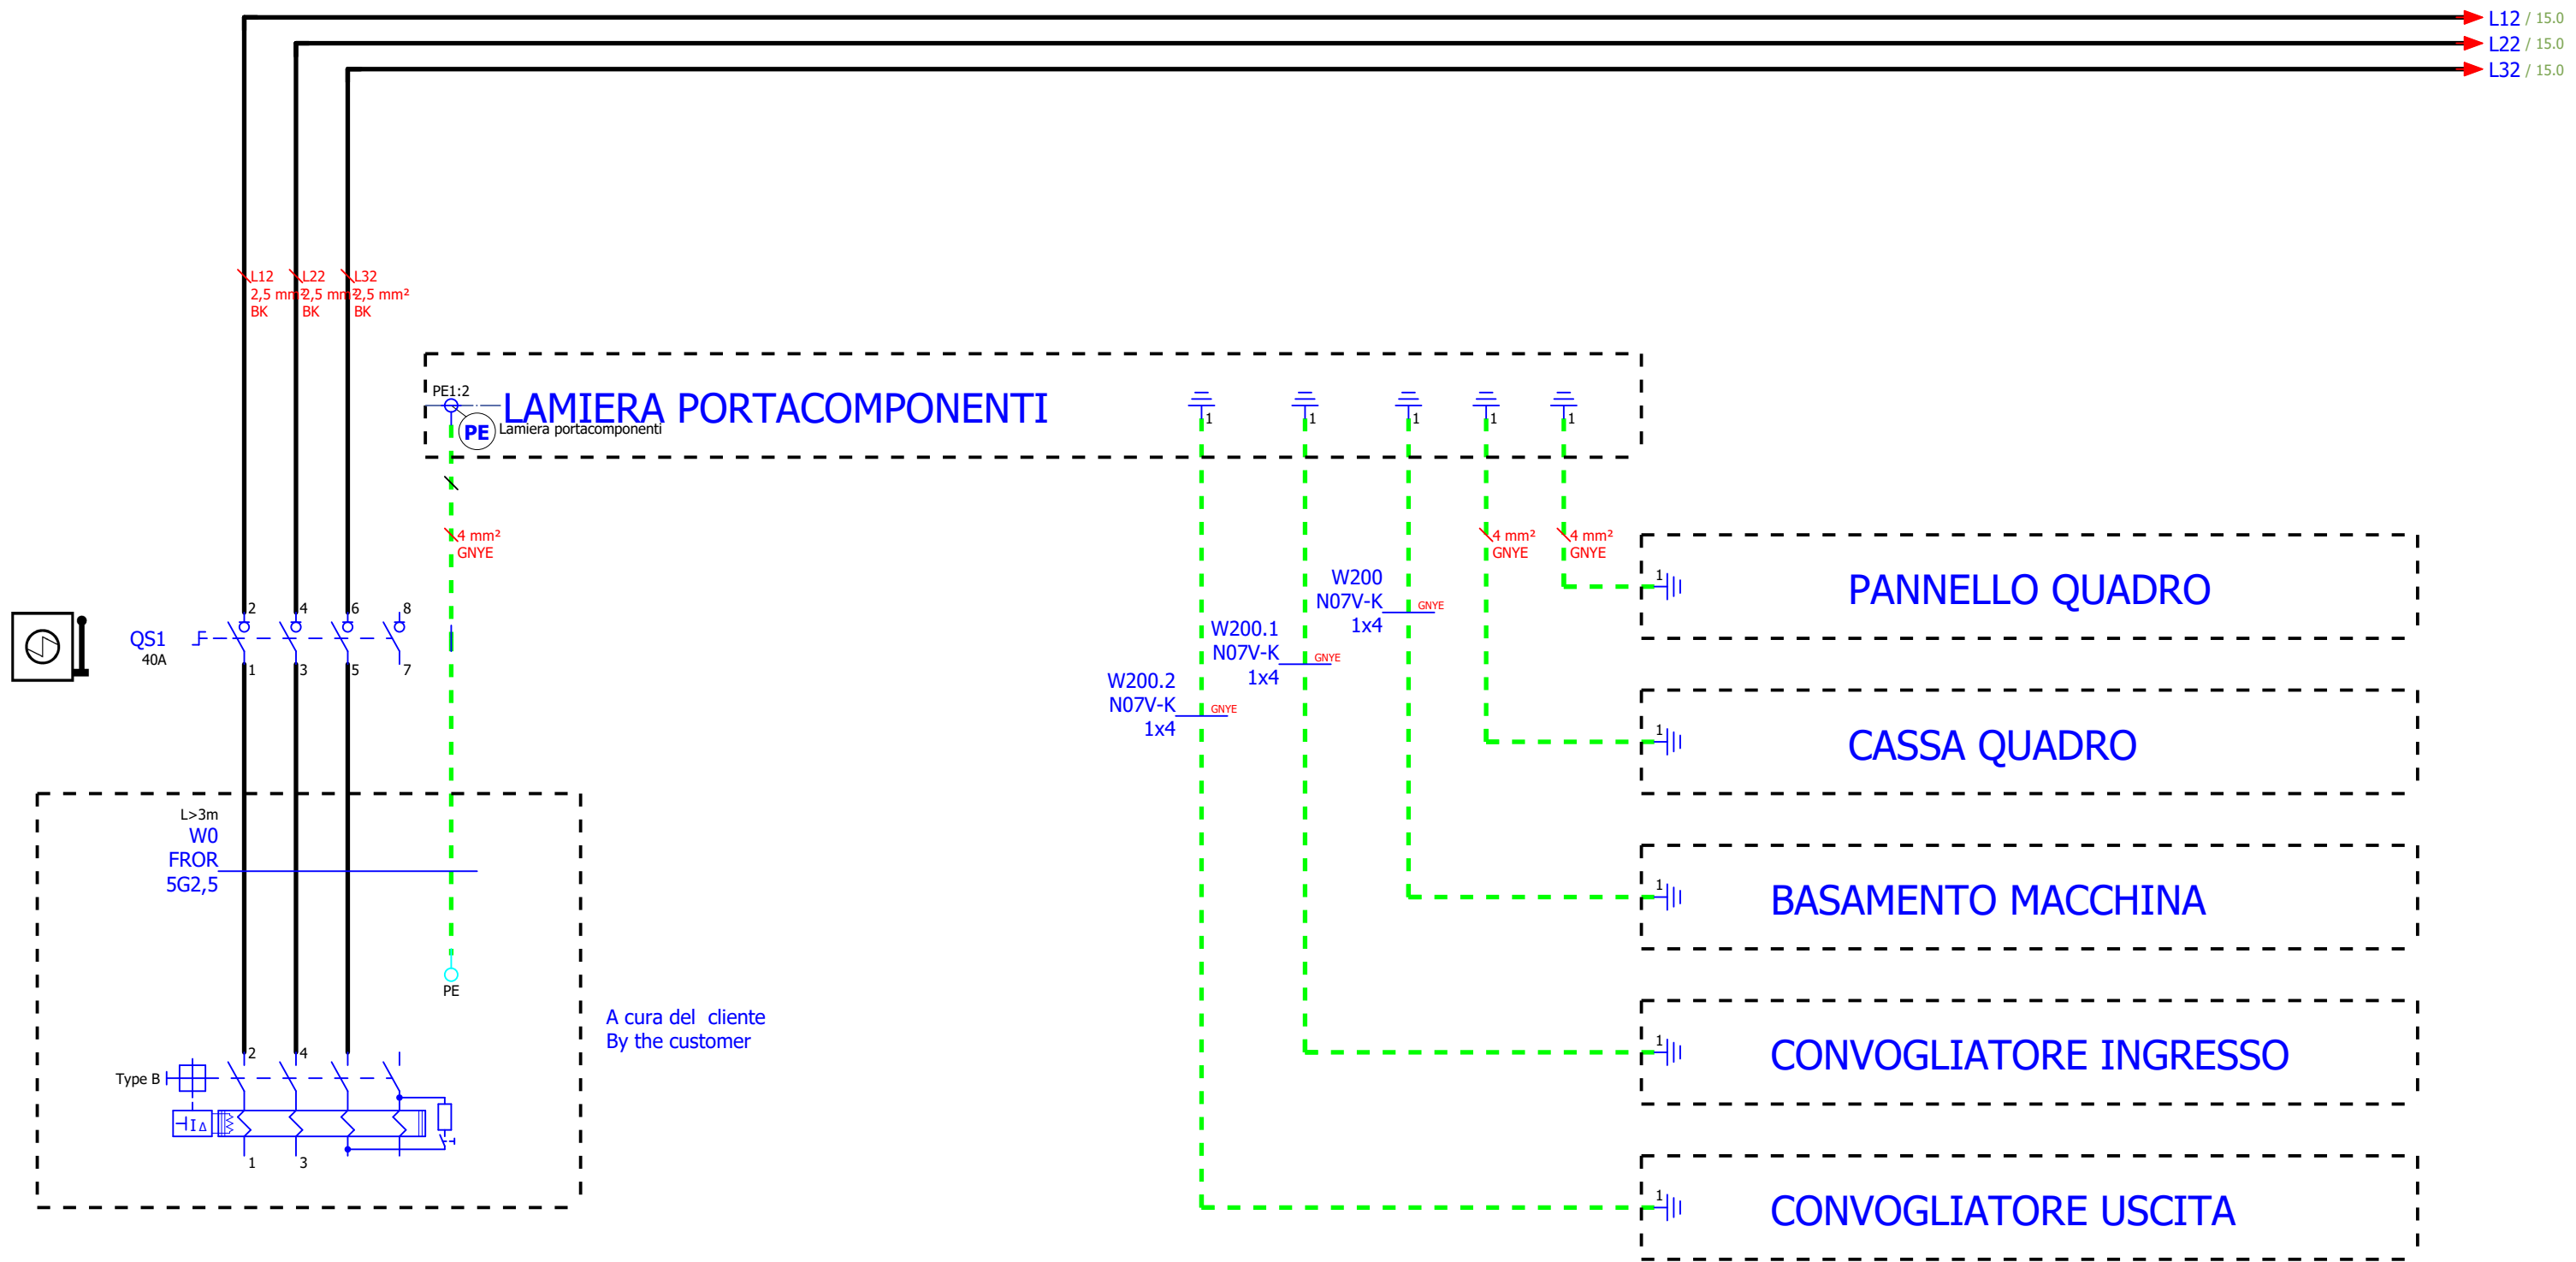 L12 / 15.0
L22 / 15.0
L32 / 15.0
L12
2,5 mm²
BK
L22
2,5 mm²
BK
L32
2,5 mm²
BK
PE1:2
LAMIERA PORTACOMPONENTI
PE
Lamiera portacomponenti
1
1
1
1
1
4 mm²
GNYE
4 mm²
GNYE
4 mm²
GNYE
W200
N07V-K
1x4
GNYE
W200.1
N07V-K
1x4
GNYE
W200.2
N07V-K
1x4
GNYE
1
PANNELLO QUADRO
2
4
6
8
QS1
40A
1
3
5
7
1
CASSA QUADRO
L>3m
W0
FROR
5G2,5
1
BASAMENTO MACCHINA
PE
A cura del  cliente
By the customer
1
CONVOGLIATORE INGRESSO
2
4
Type B
I Δ
1
3
1
CONVOGLIATORE USCITA